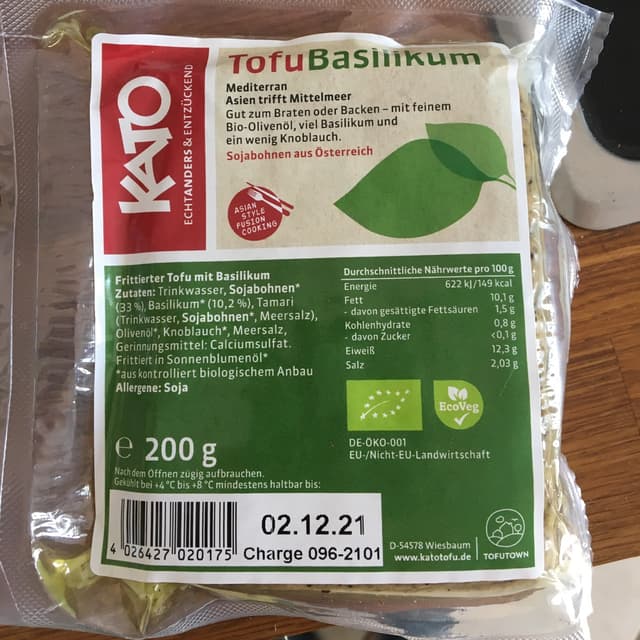 KATO
ECHTANDERS & ENTZÜCKEND
TofuBasilikum
Mediterran
Asien trifft Mittelmeer
Gut zum Braten oder Backen – mit feinem
Bio-Olivenöl, viel Basilikum und
ein wenig Knoblauch.
Sojabohnen aus Österreich
ASIAN
STYLE
FUSION
COOKING
Frittierter Tofu mit Basilikum
Zutaten: Trinkwasser, Sojabohnen*
(33 %), Basilikum* (10,2 %), Tamari
(Trinkwasser, Sojabohnen*, Meersalz),
Olivenöl*, Knoblauch*, Meersalz,
Gerinnungsmittel: Calciumsulfat.
Frittiert in Sonnenblumenöl*
*aus kontrolliert biologischem Anbau
Allergene: Soja
Durchschnittliche Nährwerte pro 100g
Energie 622 kJ/149 kcal
Fett 10,1 g
- davon gesättigte Fettsäuren 1,5 g
Kohlenhydrate 0,8 g
- davon Zucker <0,1 g
Eiweiß 12,3 g
Salz 2,03 g
EcoVeg
DE-ÖKO-001
EU-/Nicht-EU-Landwirtschaft
e 200 g
Nach dem Öffnen zügig aufbrauchen.
Gekühlt bei +4 °C bis +8 °C mindestens haltbar bis:
02.12.21
4 026427 020175
Charge 096-2101
D-54578 Wiesbaum
www.katotofu.de
TOFUTOWN